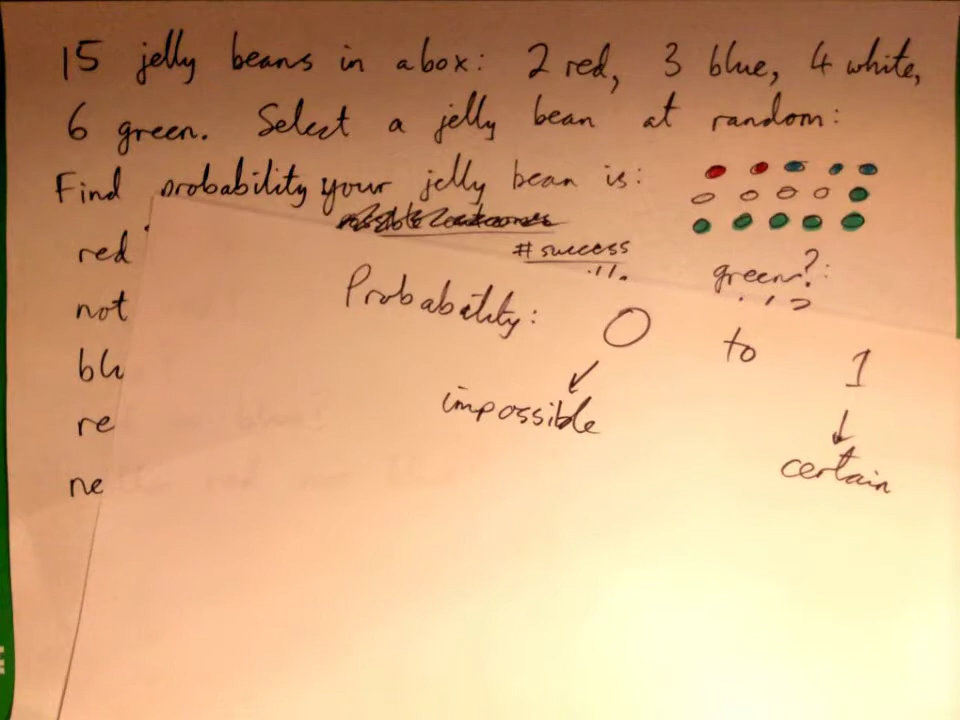 15 jelly beans in a box: 2 red, 3 blue, 4 white,
6 green. Select a jelly bean at random:
Find probability your jelly bean is:
red
# success
not
green?:
Probability: 0 to 1
blu
impossible
re
certain
ne